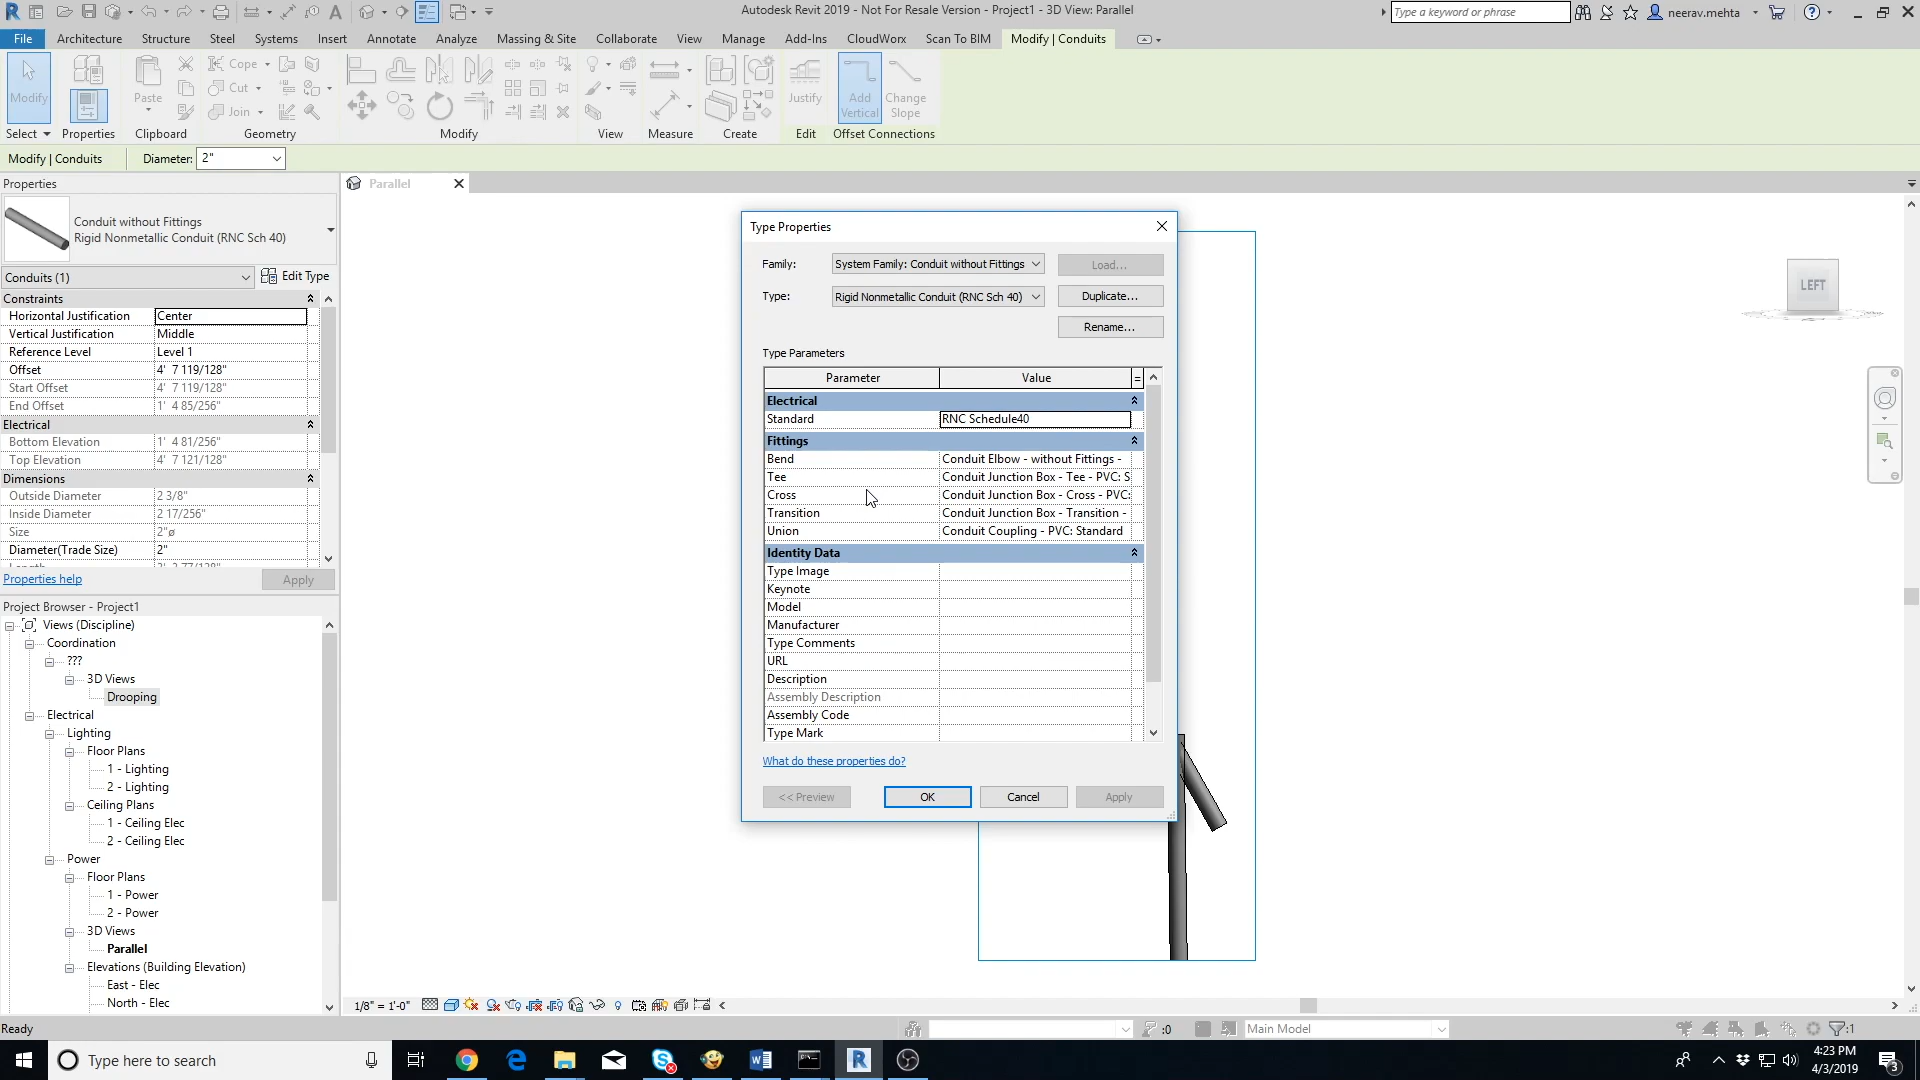 Autodesk Revit 2019 - Not For Resale Version - Project1 - 3D View: Parallel
Type a keyword or phrase
neerav.mehta
File Architecture Structure Steel Systems Insert Annotate Analyze Massing & Site Collaborate View Manage Add-Ins CloudWorx Scan To BIM Modify | Conduits
Modify
Paste
Cope
Cut
Join
Justify
Add Vertical
Change Slope
Select Properties Clipboard Geometry Modify View Measure Create Edit Offset Connections
Modify | Conduits Diameter: 2"
Properties
Conduit without Fittings
Rigid Nonmetallic Conduit (RNC Sch 40)
Conduits (1) Edit Type
Constraints
Horizontal Justification Center
Vertical Justification Middle
Reference Level Level 1
Offset 4' 7 119/128"
Start Offset 4' 7 119/128"
End Offset 1' 4 85/256"
Electrical
Bottom Elevation 1' 4 81/256"
Top Elevation 4' 7 121/128"
Dimensions
Outside Diameter 2 3/8"
Inside Diameter 2 17/256"
Size 2"ø
Diameter(Trade Size) 2"
Properties help Apply
Project Browser - Project1
Views (Discipline)
Coordination
???
3D Views
Drooping
Electrical
Lighting
Floor Plans
1 - Lighting
2 - Lighting
Ceiling Plans
1 - Ceiling Elec
2 - Ceiling Elec
Power
Floor Plans
1 - Power
2 - Power
3D Views
Parallel
Elevations (Building Elevation)
East - Elec
North - Elec
Parallel
LEFT
Type Properties
Family: System Family: Conduit without Fittings Load...
Type: Rigid Nonmetallic Conduit (RNC Sch 40) Duplicate...
Rename...
Type Parameters
Parameter Value =
Electrical
Standard RNC Schedule40
Fittings
Bend Conduit Elbow - without Fittings -
Tee Conduit Junction Box - Tee - PVC: S
Cross Conduit Junction Box - Cross - PVC:
Transition Conduit Junction Box - Transition -
Union Conduit Coupling - PVC: Standard
Identity Data
Type Image
Keynote
Model
Manufacturer
Type Comments
URL
Description
Assembly Description
Assembly Code
Type Mark
What do these properties do?
<< Preview OK Cancel Apply
1/8" = 1'-0"
Ready
:0
Main Model
:1
Type here to search
4:23 PM
4/3/2019
3